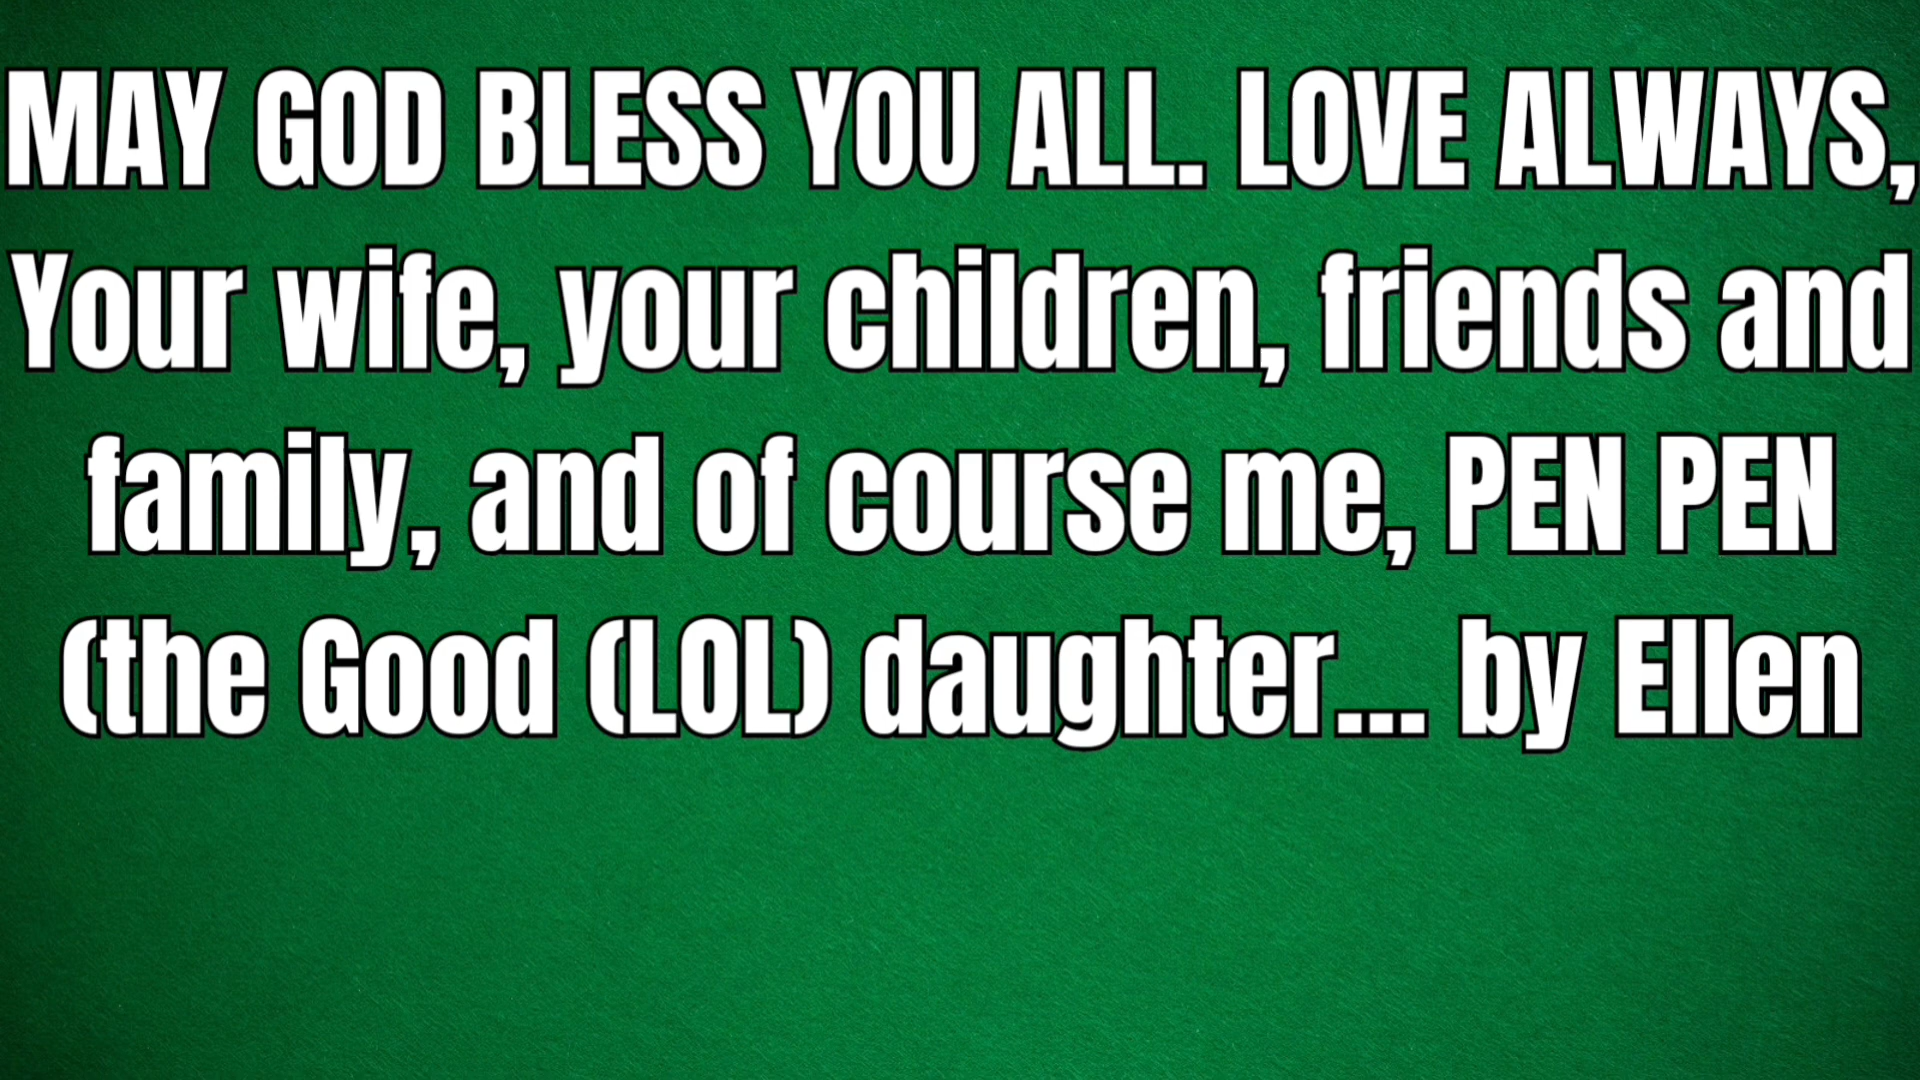 MAY GOD BLESS YOU ALL. LOVE ALWAYS,
Your wife, your children, friends and
family, and of course me, PEN PEN
(the Good (LOL) daughter... by Ellen